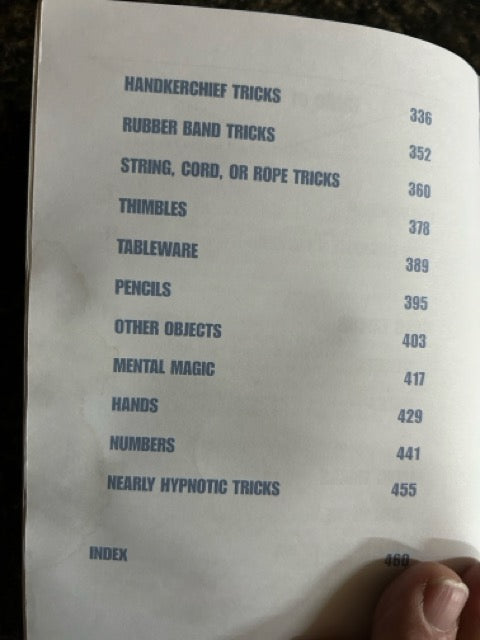 HANDKERCHIEF TRICKS 336
RUBBER BAND TRICKS 352
STRING, CORD, OR ROPE TRICKS 360
THIMBLES 378
TABLEWARE 389
PENCILS 395
OTHER OBJECTS 403
MENTAL MAGIC 417
HANDS 429
NUMBERS 441
NEARLY HYPNOTIC TRICKS 455
INDEX